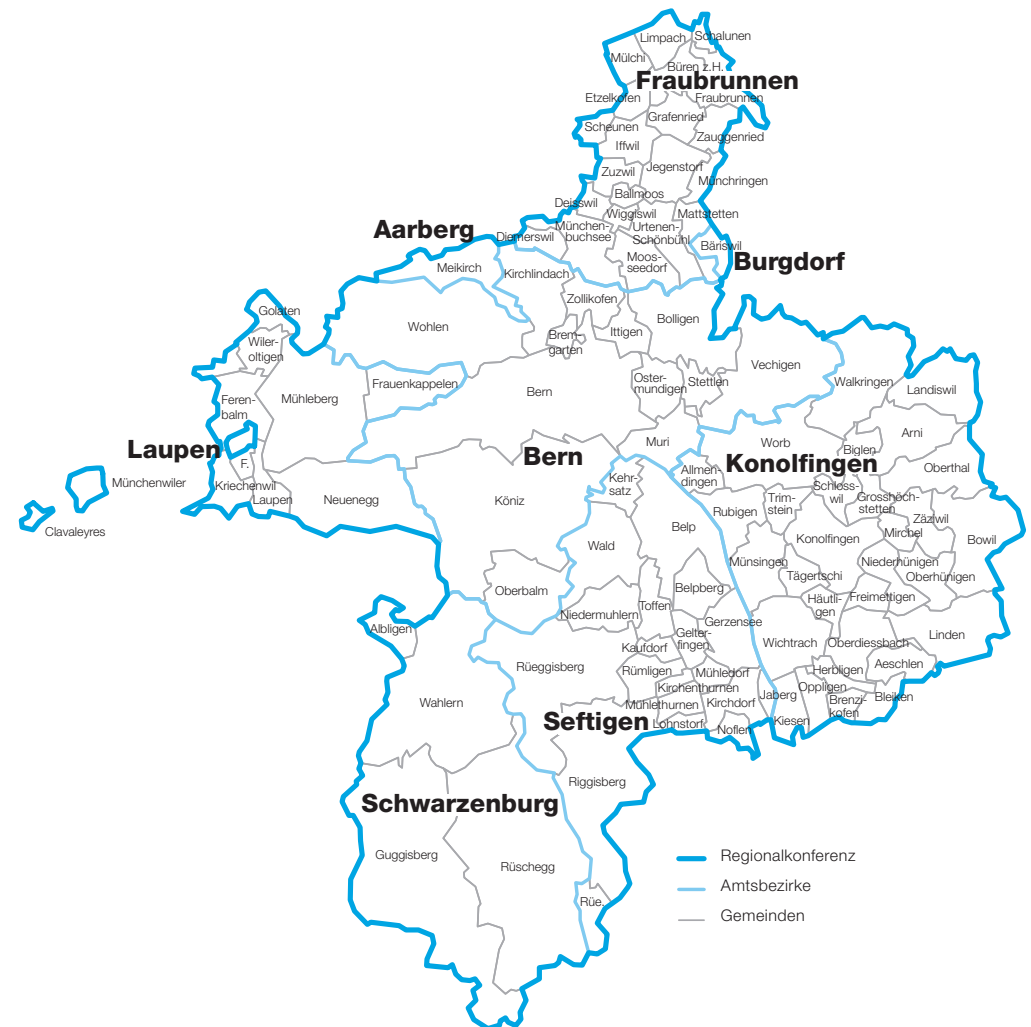 Limpach
Schalunen
Mülchi
Büren z.H.
Fraubrunnen
Etzelkofen
Fraubrunnen
Grafenried
Scheunen
Zauggenried
Iffwil
Jegenstorf
Zuzwil
Münchringen
Ballmoos
Deisswil
Wiggiswil
Mattstetten
München-
buchsee
Urtenen-
Schönbühl
Aarberg
Diemerswil
Bäriswil
Moos-
seedorf
Burgdorf
Meikirch
Kirchlindach
Zollikofen
Golaten
Bolligen
Wohlen
Ittigen
Brem-
garten
Wiler-
oltigen
Vechigen
Frauenkappelen
Oster-
mundigen
Stettlen
Walkringen
Landiswil
Mühleberg
Bern
Feren-
balm
Arni
Muri
Worb
Biglen
Laupen
Bern
Konolfingen
F.
Allmen-
dingen
Oberthal
Münchenwiler
Kriechenwil
Laupen
Neuenegg
Köniz
Kehr-
satz
Schloss-
wil
Grosshöch-
stetten
Trim-
stein
Rubigen
Zäziwil
Clavaleyres
Belp
Mirchel
Konolfingen
Bowil
Wald
Münsingen
Niederhünigen
Tägertschi
Oberhünigen
Oberbalm
Belpberg
Häutli-
gen
Freimettigen
Toffen
Niedermuhlern
Gerzensee
Albligen
Gelter-
fingen
Wichtrach
Oberdiessbach
Linden
Kaufdorf
Rüeggisberg
Rümligen
Mühledorf
Herbligen
Aeschlen
Kirchenthurnen
Oppligen
Wahlern
Mühlethurnen
Kirchdorf
Jaberg
Brenzi-
kofen
Bleiken
Seftigen
Lohnstorf
Noflen
Kiesen
Riggisberg
Schwarzenburg
Guggisberg
Rüschegg
Rüe.
Regionalkonferenz
Amtsbezirke
Gemeinden